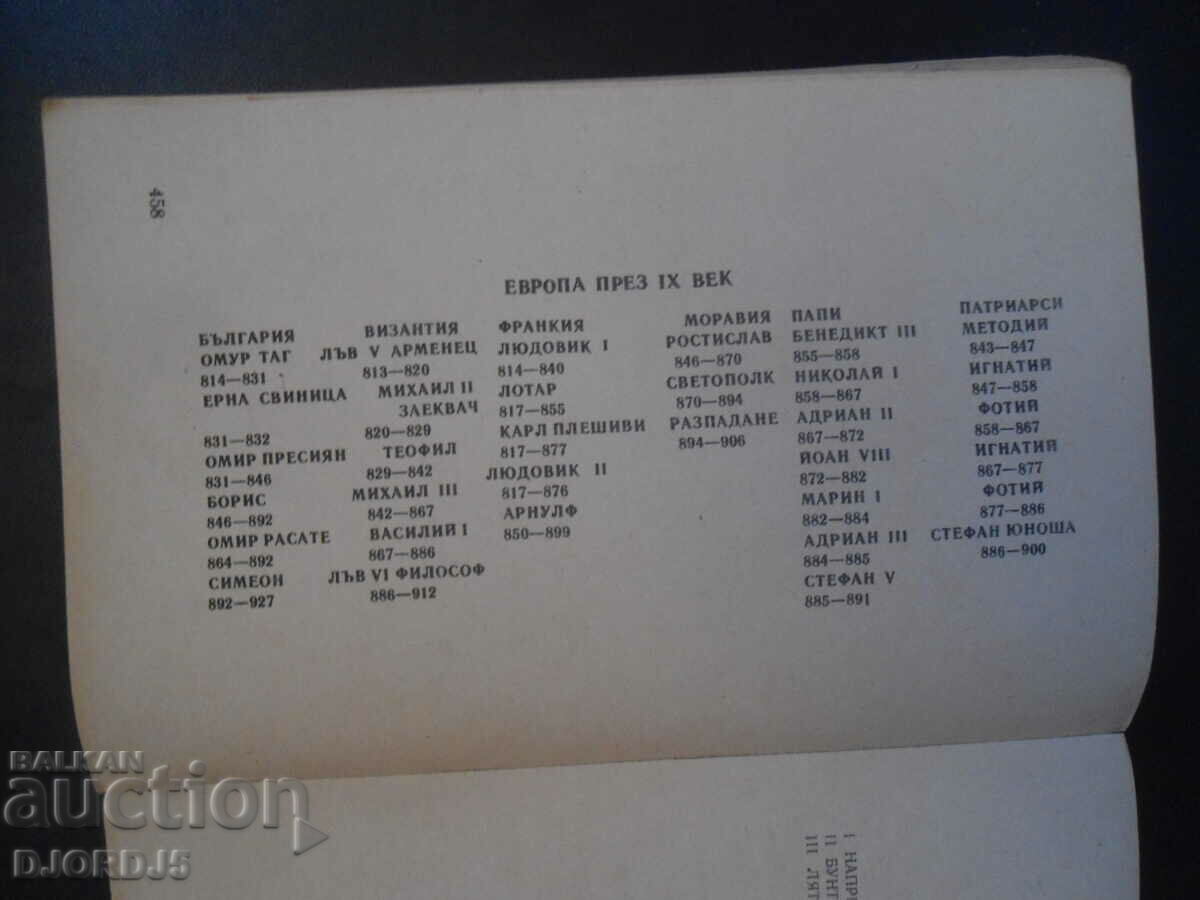 458
ЕВРОПА ПРЕЗ IX ВЕК
БЪЛГАРИЯ ВИЗАНТИЯ ФРАНКИЯ МОРАВИЯ ПАПИ ПАТРИАРСИ
ОМУР ТАГ ЛЪВ V АРМЕНЕЦ ЛЮДОВИК I РОСТИСЛАВ БЕНЕДИКТ III МЕТОДИЙ
814—831 813—820 814—840 846—870 855—858 843—847
ЕРНА СВИНИЦА МИХАИЛ II ЛОТАР СВЕТОПОЛК НИКОЛАЙ I ИГНАТИЙ
ЗАЕКВАЧ 817—855 870—894 858—867 847—858
831—832 820—829 КАРЛ ПЛЕШИВИ РАЗПАДАНЕ АДРИАН II ФОТИЙ
817—877 894—906 867—872 858—867
ОМИР ПРЕСИЯН ТЕОФИЛ ЛЮДОВИК II ЙОАН VIII ИГНАТИЙ
831—846 829—842 817—876 872—882 867—877
БОРИС МИХАИЛ III АРНУЛФ МАРИН I ФОТИЙ
846—892 842—867 850—899 882—884 877—886
ОМИР РАСАТЕ ВАСИЛИЙ I АДРИАН III СТЕФАН ЮНОША
864—892 867—886 884—885 886—900
СИМЕОН ЛЪВ VI ФИЛОСОФ СТЕФАН V
892—927 886—912 885—891
I НАПР
II БУНТ
III ЛЯТ
BALKAN
auction
DJORDJ5